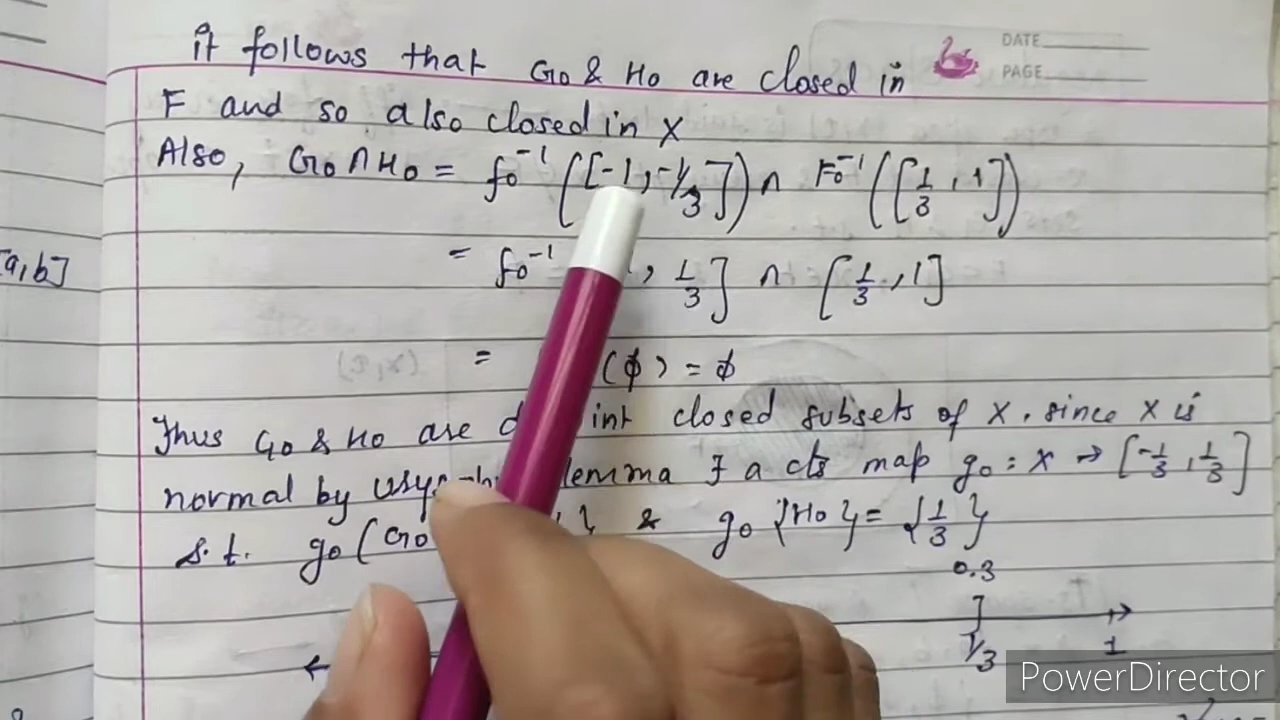 DATE
PAGE
it follows that G0 & H0 are closed in
F and so also closed in X
Also, G0 ∩ H0 = f0⁻¹([-1, -1/3]) ∩ F0⁻¹([1/3, 1])
= f0⁻¹ , 1/3] ∩ [1/3, 1]
= (ϕ) = ϕ
Thus G0 & H0 are closed subsets of X. since X is
normal by lemma ∃ a cts map g0 : X → [-1/3, 1/3]
s.t. g0(G0 } & g0 {H0} = {1/3}
[a,b]
0.3
]
1/3 1
PowerDirector